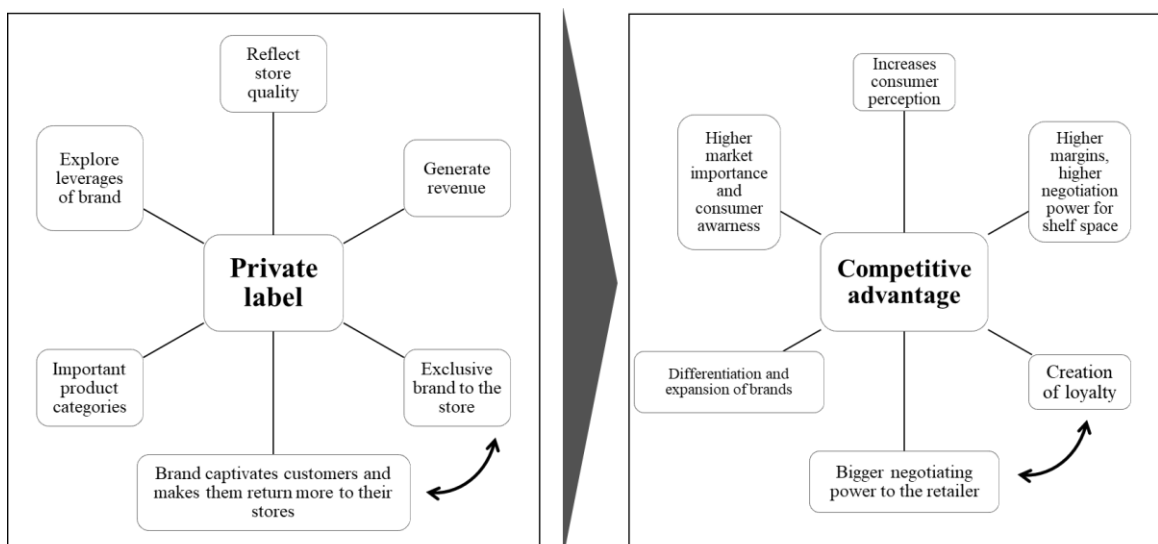 Reflect
store
quality
Explore
leverages
of brand
Generate
revenue
Private
label
Important
product
categories
Exclusive
brand to the
store
Brand captivates customers and
makes them return more to their
stores
Increases
consumer
perception
Higher
market
importance
and
consumer
awarness
Higher
margins,
higher
negotiation
power for
shelf space
Competitive
advantage
Differentiation and
expansion of brands
Creation
of loyalty
Bigger negotiating
power to the retailer